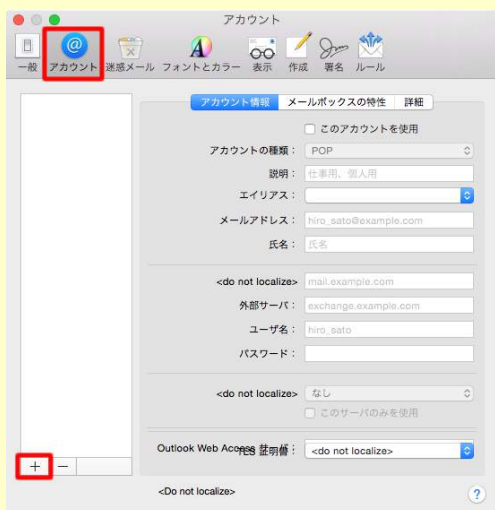 アカウント
一般 アカウント 迷惑メール フォントとカラー 表示 作成 署名 ルール
アカウント情報 メールボックスの特性 詳細
このアカウントを使用
アカウントの種類： POP
説明： 仕事用、個人用
エイリアス：
メールアドレス： hiro_sato@example.com
氏名： 氏名
<do not localize> mail.example.com
外部サーバ： exchange.example.com
ユーザ名： hiro_sato
パスワード：
<do not localize> なし
このサーバのみを使用
Outlook Web Access サーバ：
TLS 証明書： <do not localize>
+ −
<Do not localize>
?